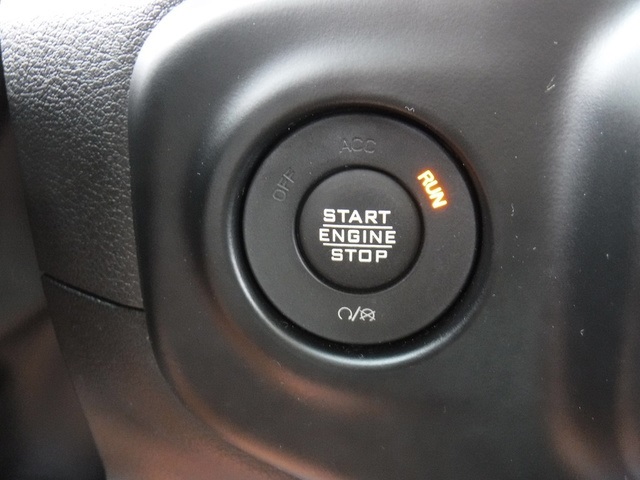 ACC
OFF
RUN
START
ENGINE
STOP